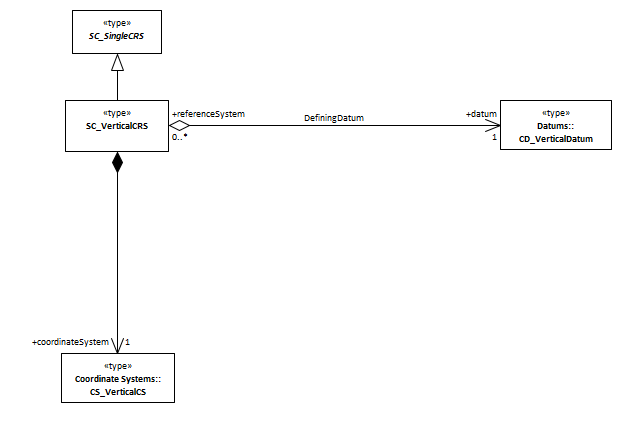 «type»
SC_SingleCRS
«type»
SC_VerticalCRS
+referenceSystem
0..*
DefiningDatum
+datum
1
«type»
Datums::
CD_VerticalDatum
+coordinateSystem
1
«type»
Coordinate Systems::
CS_VerticalCS